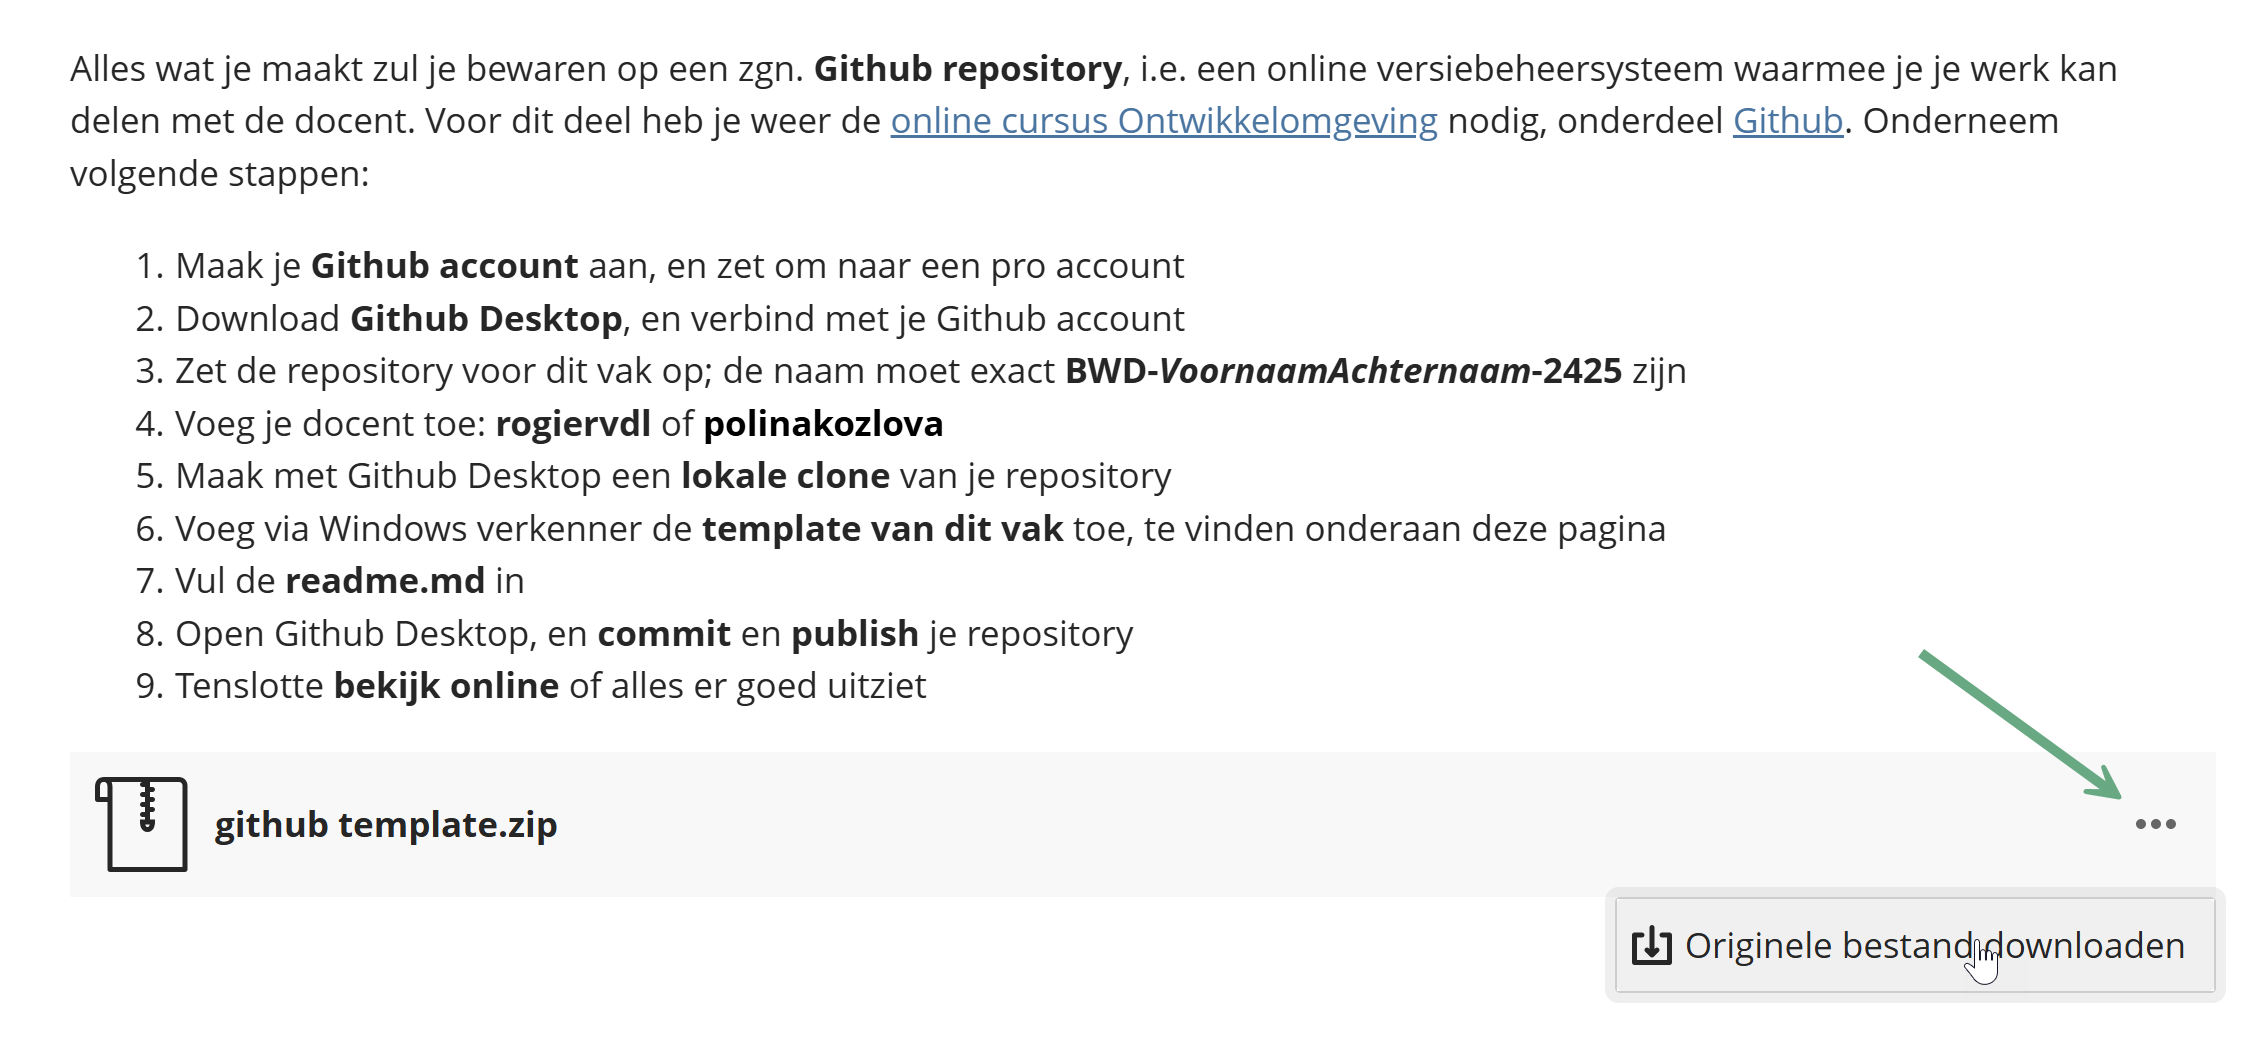 Alles wat je maakt zul je bewaren op een zgn. Github repository, i.e. een online versiebeheersysteem waarmee je je werk kan
delen met de docent. Voor dit deel heb je weer de online cursus Ontwikkelomgeving nodig, onderdeel Github. Onderneem
volgende stappen:
1. Maak je Github account aan, en zet om naar een pro account
2. Download Github Desktop, en verbind met je Github account
3. Zet de repository voor dit vak op; de naam moet exact BWD-VoornaamAchternaam-2425 zijn
4. Voeg je docent toe: rogiervdl of polinakozlova
5. Maak met Github Desktop een lokale clone van je repository
6. Voeg via Windows verkenner de template van dit vak toe, te vinden onderaan deze pagina
7. Vul de readme.md in
8. Open Github Desktop, en commit en publish je repository
9. Tenslotte bekijk online of alles er goed uitziet
github template.zip
Originele bestand downloaden